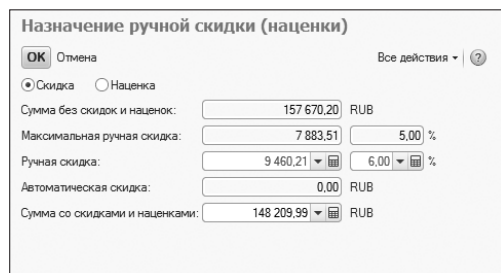 Назначение ручной скидки (наценки)
ОК Отмена Все действия ?
Скидка Наценка
Сумма без скидок и наценок: 157 670,20 RUB
Максимальная ручная скидка: 7 883,51 5,00 %
Ручная скидка: 9 460,21 6,00 %
Автоматическая скидка: 0,00 RUB
Сумма со скидками и наценками: 148 209,99 RUB